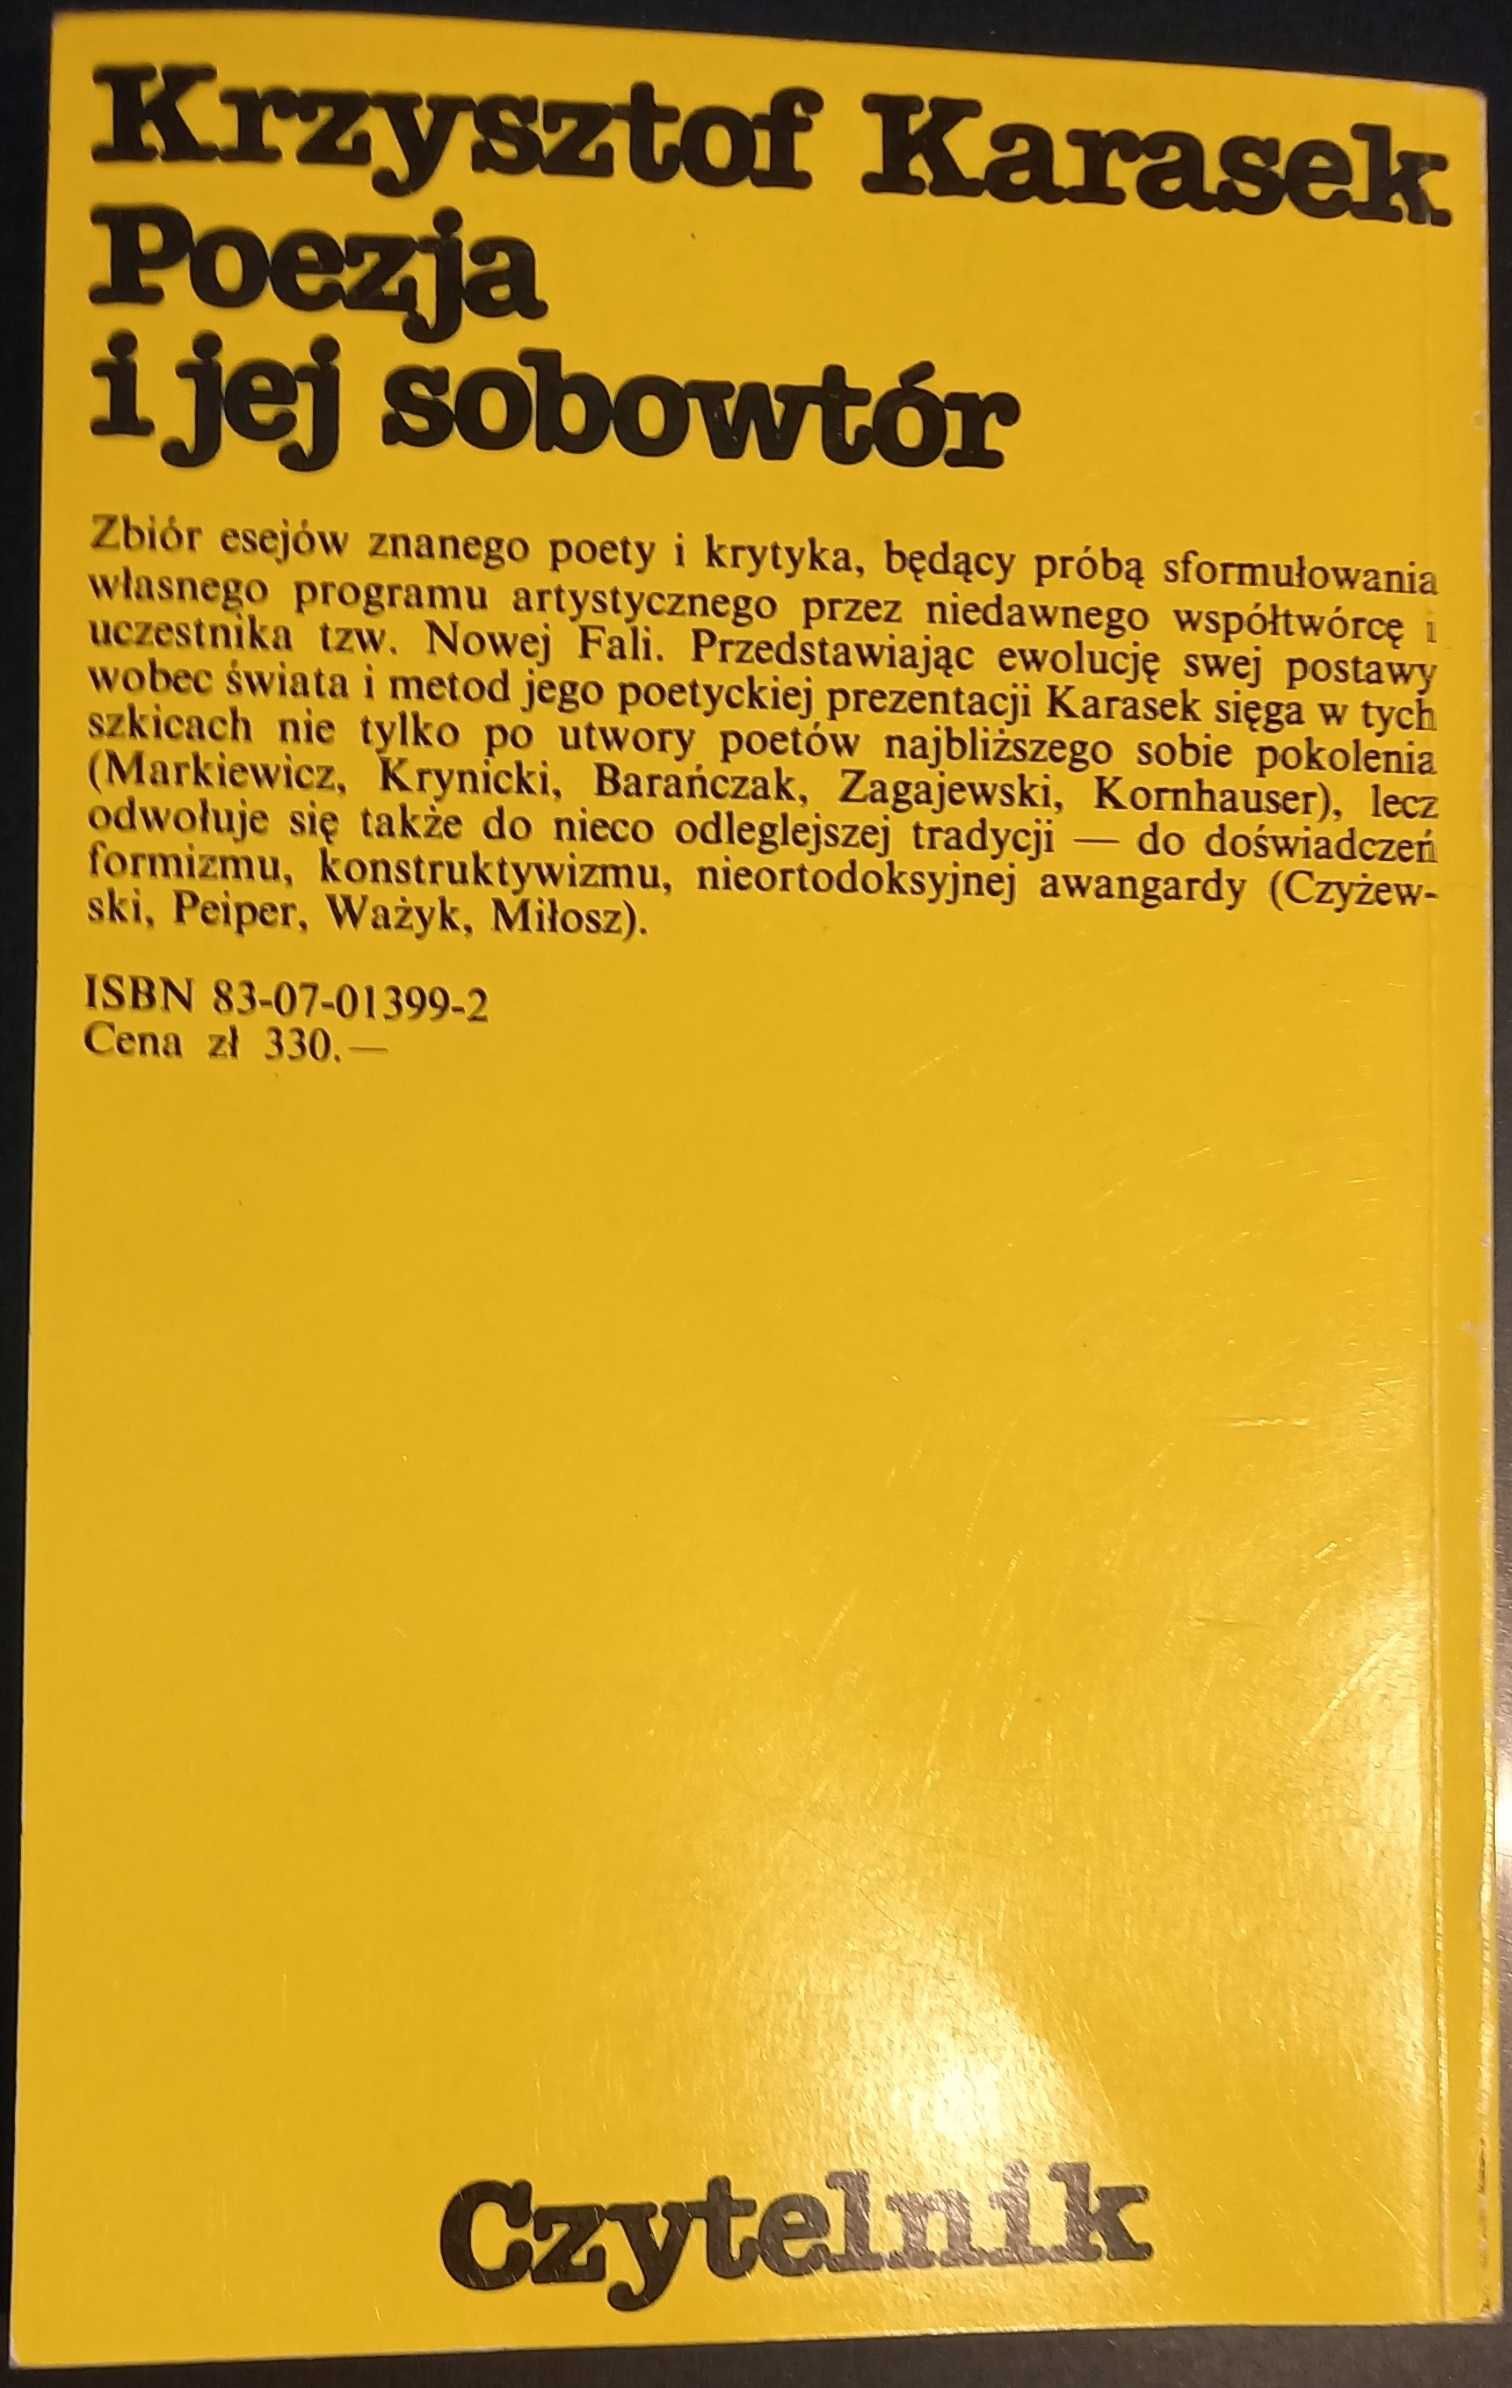 Krzysztof Karasek
Poezja
i jej sobowtór
Zbiór esejów znanego poety i krytyka, będący próbą sformułowania
własnego programu artystycznego przez niedawnego współtwórcę i
uczestnika tzw. Nowej Fali. Przedstawiając ewolucję swej postawy
wobec świata i metod jego poetyckiej prezentacji Karasek sięga w tych
szkicach nie tylko po utwory poetów najbliższego sobie pokolenia
(Markiewicz, Krynicki, Barańczak, Zagajewski, Kornhauser), lecz
odwołuje się także do nieco odleglejszej tradycji — do doświadczeń
formizmu, konstruktywizmu, nieortodoksyjnej awangardy (Czyżew-
ski, Peiper, Ważyk, Miłosz).
ISBN 83-07-01399-2
Cena zł 330.—
Czytelnik